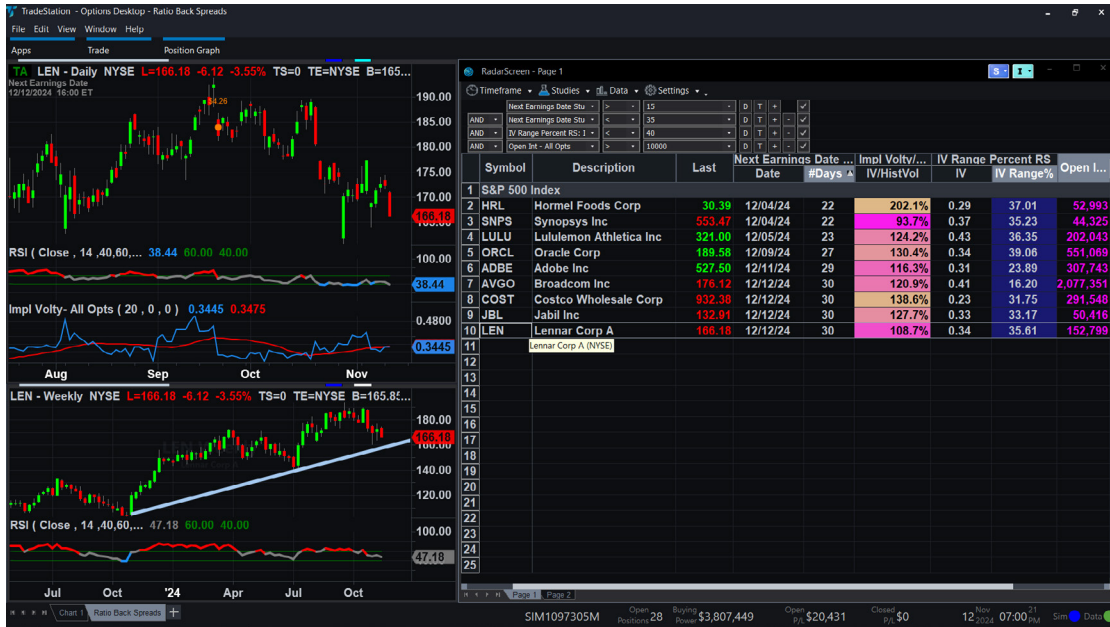 TradeStation - Options Desktop - Ratio Back Spreads
File Edit View Window Help
Apps Trade Position Graph
TA LEN - Daily NYSE L=166.18 -6.12 -3.55% TS=0 TE=NYSE B=165...
Next Earnings Date
12/12/2024 16:00 ET
190.00
185.00
180.00
175.00
170.00
166.18
RSI ( Close , 14 ,40,60,... 38.44 60.00 40.00
100.00
38.44
Impl Volty- All Opts ( 20 , 0 , 0 ) 0.3445 0.3475
0.4800
0.3445
Aug Sep Oct Nov
LEN - Weekly NYSE L=166.18 -6.12 -3.55% TS=0 TE=NYSE B=165.85...
180.00
166.18
160.00
140.00
120.00
RSI ( Close , 14 ,40,60,... 47.18 60.00 40.00
100.00
47.18
Jul Oct '24 Apr Jul Oct
Chart 1 Ratio Back Spreads +
RadarScreen - Page 1
S I
Timeframe Studies Data Settings
Next Earnings Date Stu > 15 D T +
AND Next Earnings Date Stu < 35 D T + -
AND IV Range Percent RS: I < 40 D T + -
AND Open Int - All Opts > 10000 D T + -
Next Earnings Date ... Impl Volty/... IV Range Percent RS
Symbol Description Last Date #Days IV/HistVol IV IV Range% Open I...
1 S&P 500 Index
2 HRL Hormel Foods Corp 30.39 12/04/24 22 202.1% 0.29 37.01 52,993
3 SNPS Synopsys Inc 553.47 12/04/24 22 93.7% 0.37 35.23 44,325
4 LULU Lululemon Athletica Inc 321.00 12/05/24 23 124.2% 0.43 36.35 202,043
5 ORCL Oracle Corp 189.58 12/09/24 27 130.4% 0.34 39.06 551,069
6 ADBE Adobe Inc 527.50 12/11/24 29 116.3% 0.31 23.89 307,743
7 AVGO Broadcom Inc 176.12 12/12/24 30 120.9% 0.41 16.20 2,077,351
8 COST Costco Wholesale Corp 932.38 12/12/24 30 138.6% 0.23 31.75 291,548
9 JBL Jabil Inc 132.91 12/12/24 30 127.7% 0.33 33.17 50,416
10 LEN Lennar Corp A 166.18 12/12/24 30 108.7% 0.34 35.61 152,799
11 Lennar Corp A (NYSE)
12
13
14
15
16
17
18
19
20
21
22
23
24
25
Page 1 Page 2
SIM1097305M Open Positions 28 Buying Power $3,807,449 Open P/L $20,431 Closed P/L $0 12 Nov 2024 07:00 21 PM Sim Data